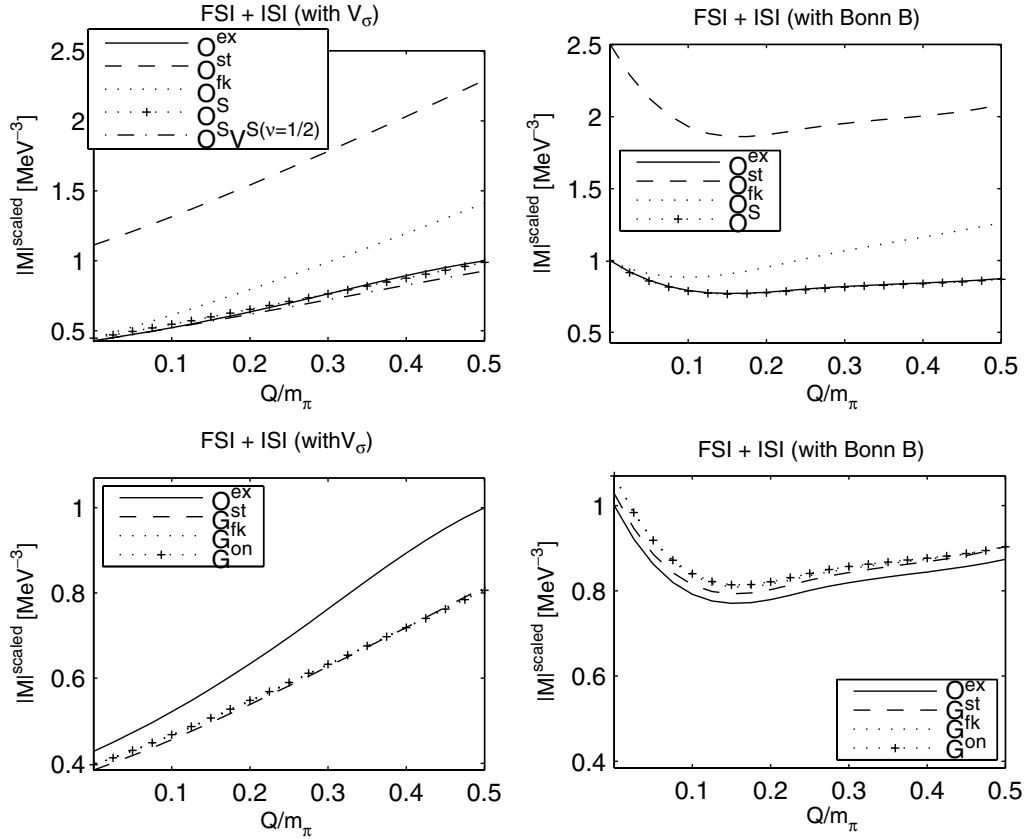 FSI + ISI (with Vσ)
2.5
2
1.5
1
0.5
|M|^scaled [MeV^−3]
O^ex
O^st
O^fk
O^S
O^S V^S(ν=1/2)
0.1 0.2 0.3 0.4 0.5
Q/m_π
FSI + ISI (with Bonn B)
2.5
2
1.5
1
0.5
|M|^scaled [MeV^−3]
O^ex
O^st
O^fk
O^S
0.1 0.2 0.3 0.4 0.5
Q/m_π
FSI + ISI (withVσ)
1
0.8
0.6
0.4
|M|^scaled [MeV^−3]
O^ex
G^st
G^fk
G^on
0.1 0.2 0.3 0.4 0.5
Q/m_π
FSI + ISI (with Bonn B)
1
0.8
0.6
0.4
|M|^scaled [MeV^−3]
O^ex
G^st
G^fk
G^on
0.1 0.2 0.3 0.4 0.5
Q/m_π